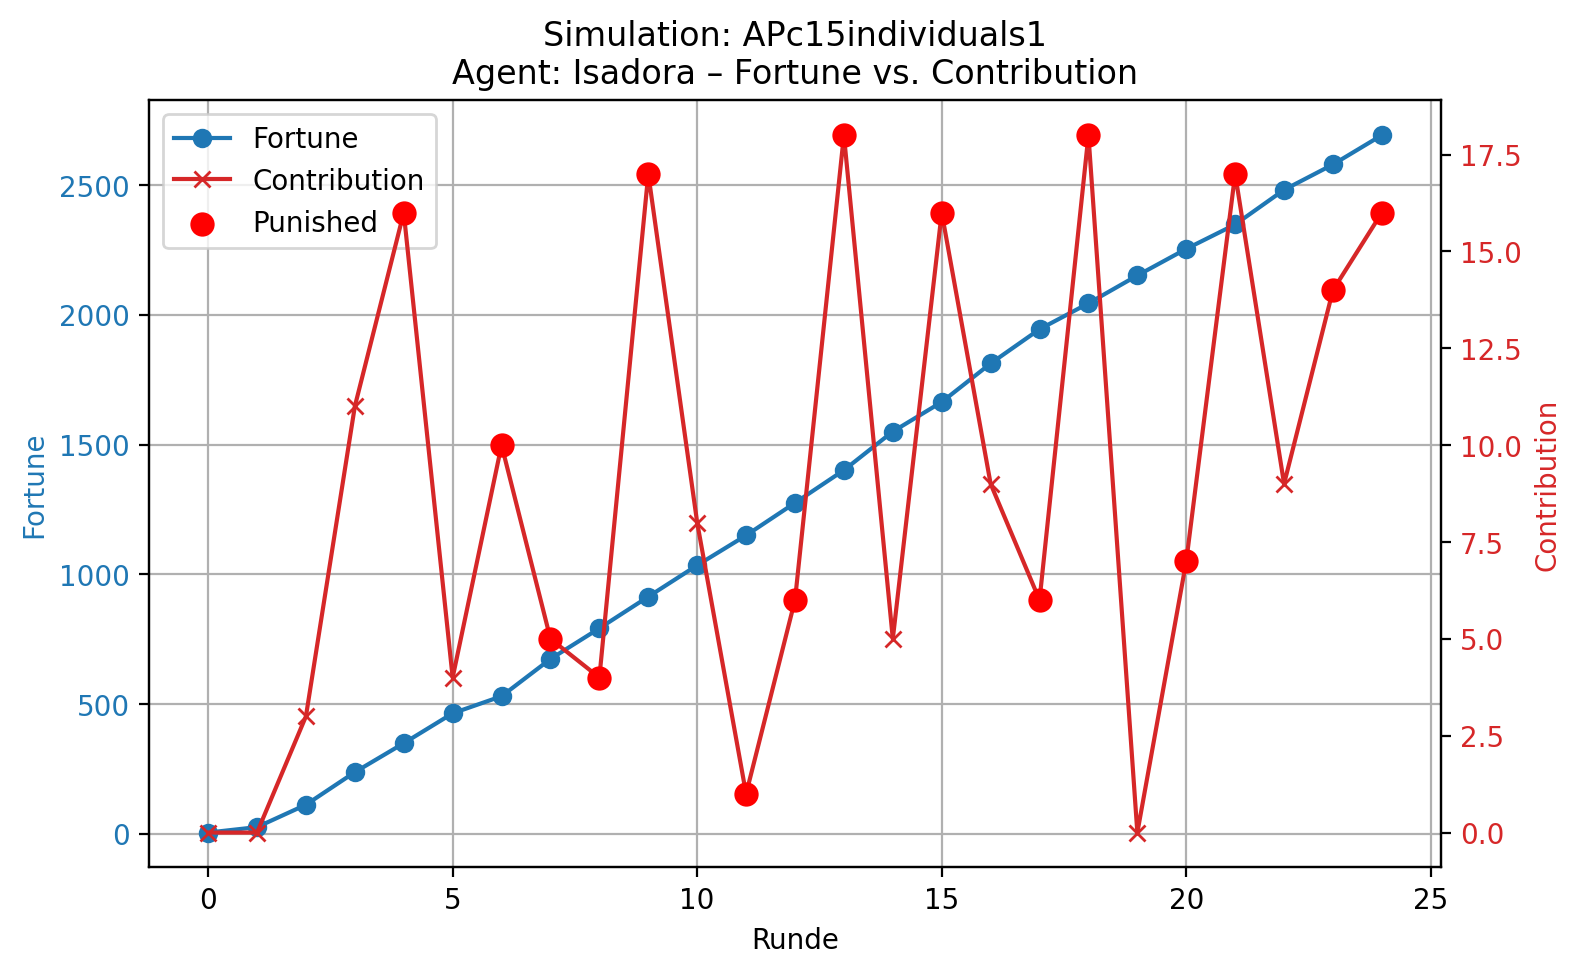 Simulation: APc15individuals1
Agent: Isadora – Fortune vs. Contribution
Fortune
Contribution
Punished
2500
2000
1500
1000
500
0
Fortune
17.5
15.0
12.5
10.0
7.5
5.0
2.5
0.0
Contribution
0 5 10 15 20 25
Runde